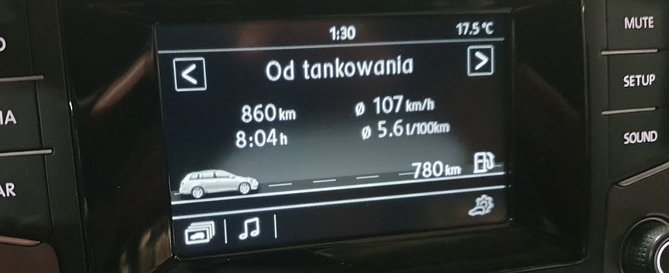 1:30 17.5°C
< Od tankowania >
860 km ø 107 km/h
8:04 h ø 5.6 l/100km
780 km
MUTE
SETUP
SOUND